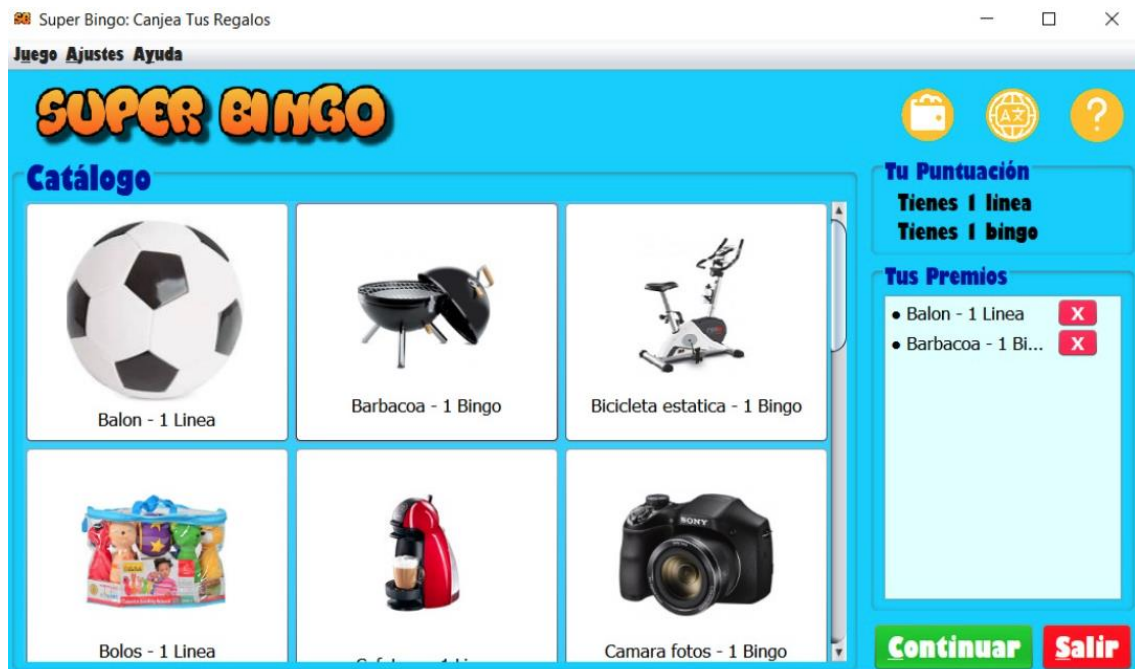 Super Bingo: Canjea Tus Regalos
Juego Ajustes Ayuda
SUPER BINGO
Catálogo
Balon - 1 Linea
Barbacoa - 1 Bingo
Bicicleta estatica - 1 Bingo
SONY
Bolos - 1 Linea
Camara fotos - 1 Bingo
Tu Puntuación
Tienes 1 linea
Tienes 1 bingo
Tus Premios
• Balon - 1 Linea X
• Barbacoa - 1 Bi... X
Continuar Salir